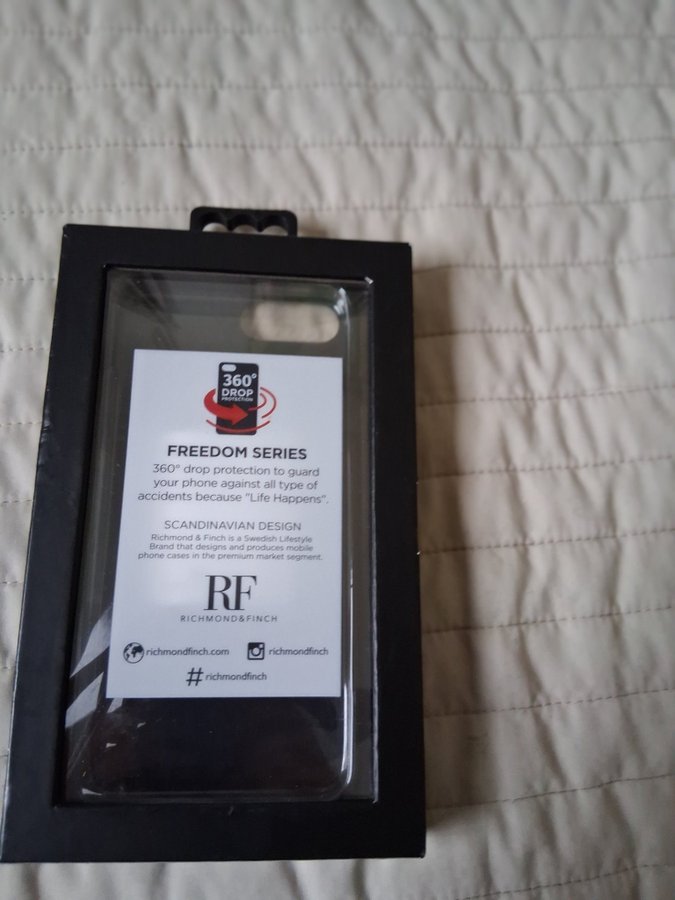 360°
DROP
PROTECTION
FREEDOM SERIES
360° drop protection to guard
your phone against all type of
accidents because "Life Happens".
SCANDINAVIAN DESIGN
Richmond & Finch is a Swedish Lifestyle
Brand that designs and produces mobile
phone cases in the premium market segment.
RF
RICHMOND&FINCH
richmondfinch.com richmondfinch
#richmondfinch